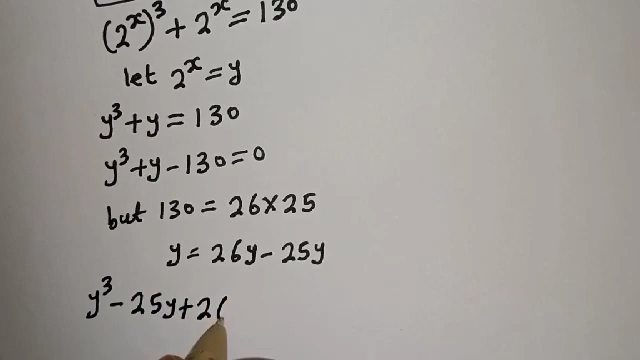 (2^x)^3 + 2^x = 130
let 2^x = y
y^3 + y = 130
y^3 + y - 130 = 0
but 130 = 26 × 25
y = 26y - 25y
y^3 - 25y + 2